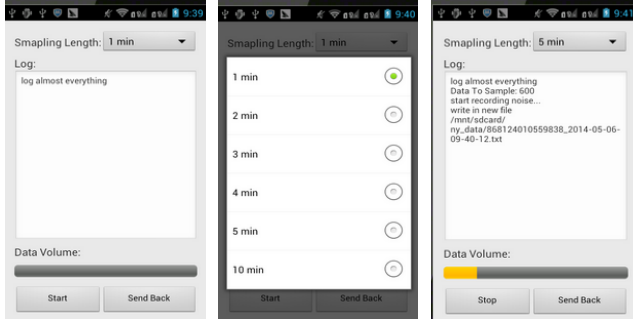 9:39
Smapling Length: 1 min
Log:
log almost everything
Data Volume:
Start Send Back
9:40
Smapling Length: 1 min
1 min
2 min
3 min
4 min
5 min
10 min
Start Send Back
9:41
Smapling Length: 5 min
Log:
log almost everything
Data To Sample: 600
start recording noise...
write in new file
/mnt/sdcard/
ny_data/868124010559838_2014-05-06-
09-40-12.txt
Data Volume:
Stop Send Back